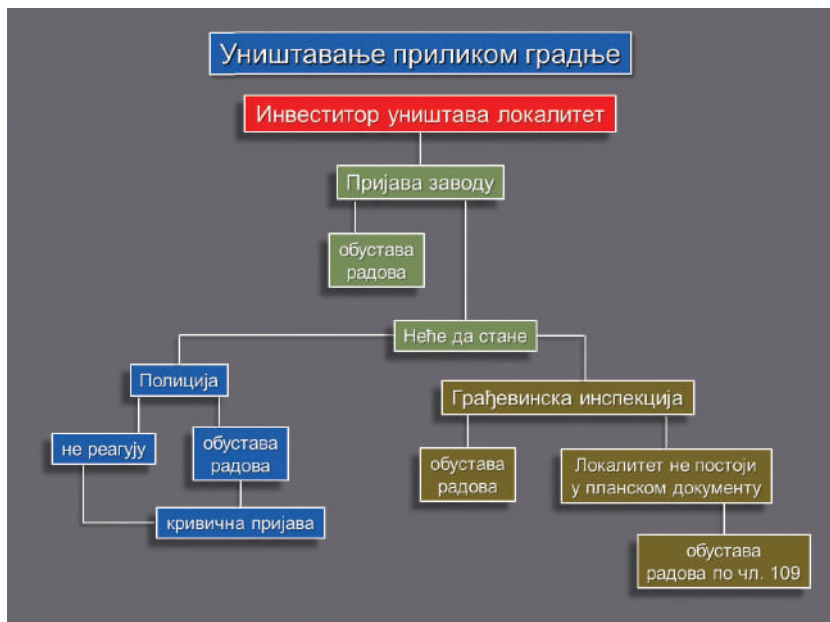 Уништавање приликом градње
Инвеститор уништава локалитет
Пријава заводу
обустава
радова
Неће да стане
Полиција
не реагују
обустава
радова
кривична пријава
Грађевинска инспекција
обустава
радова
Локалитет не постоји
у планском документу
обустава
радова по чл. 109